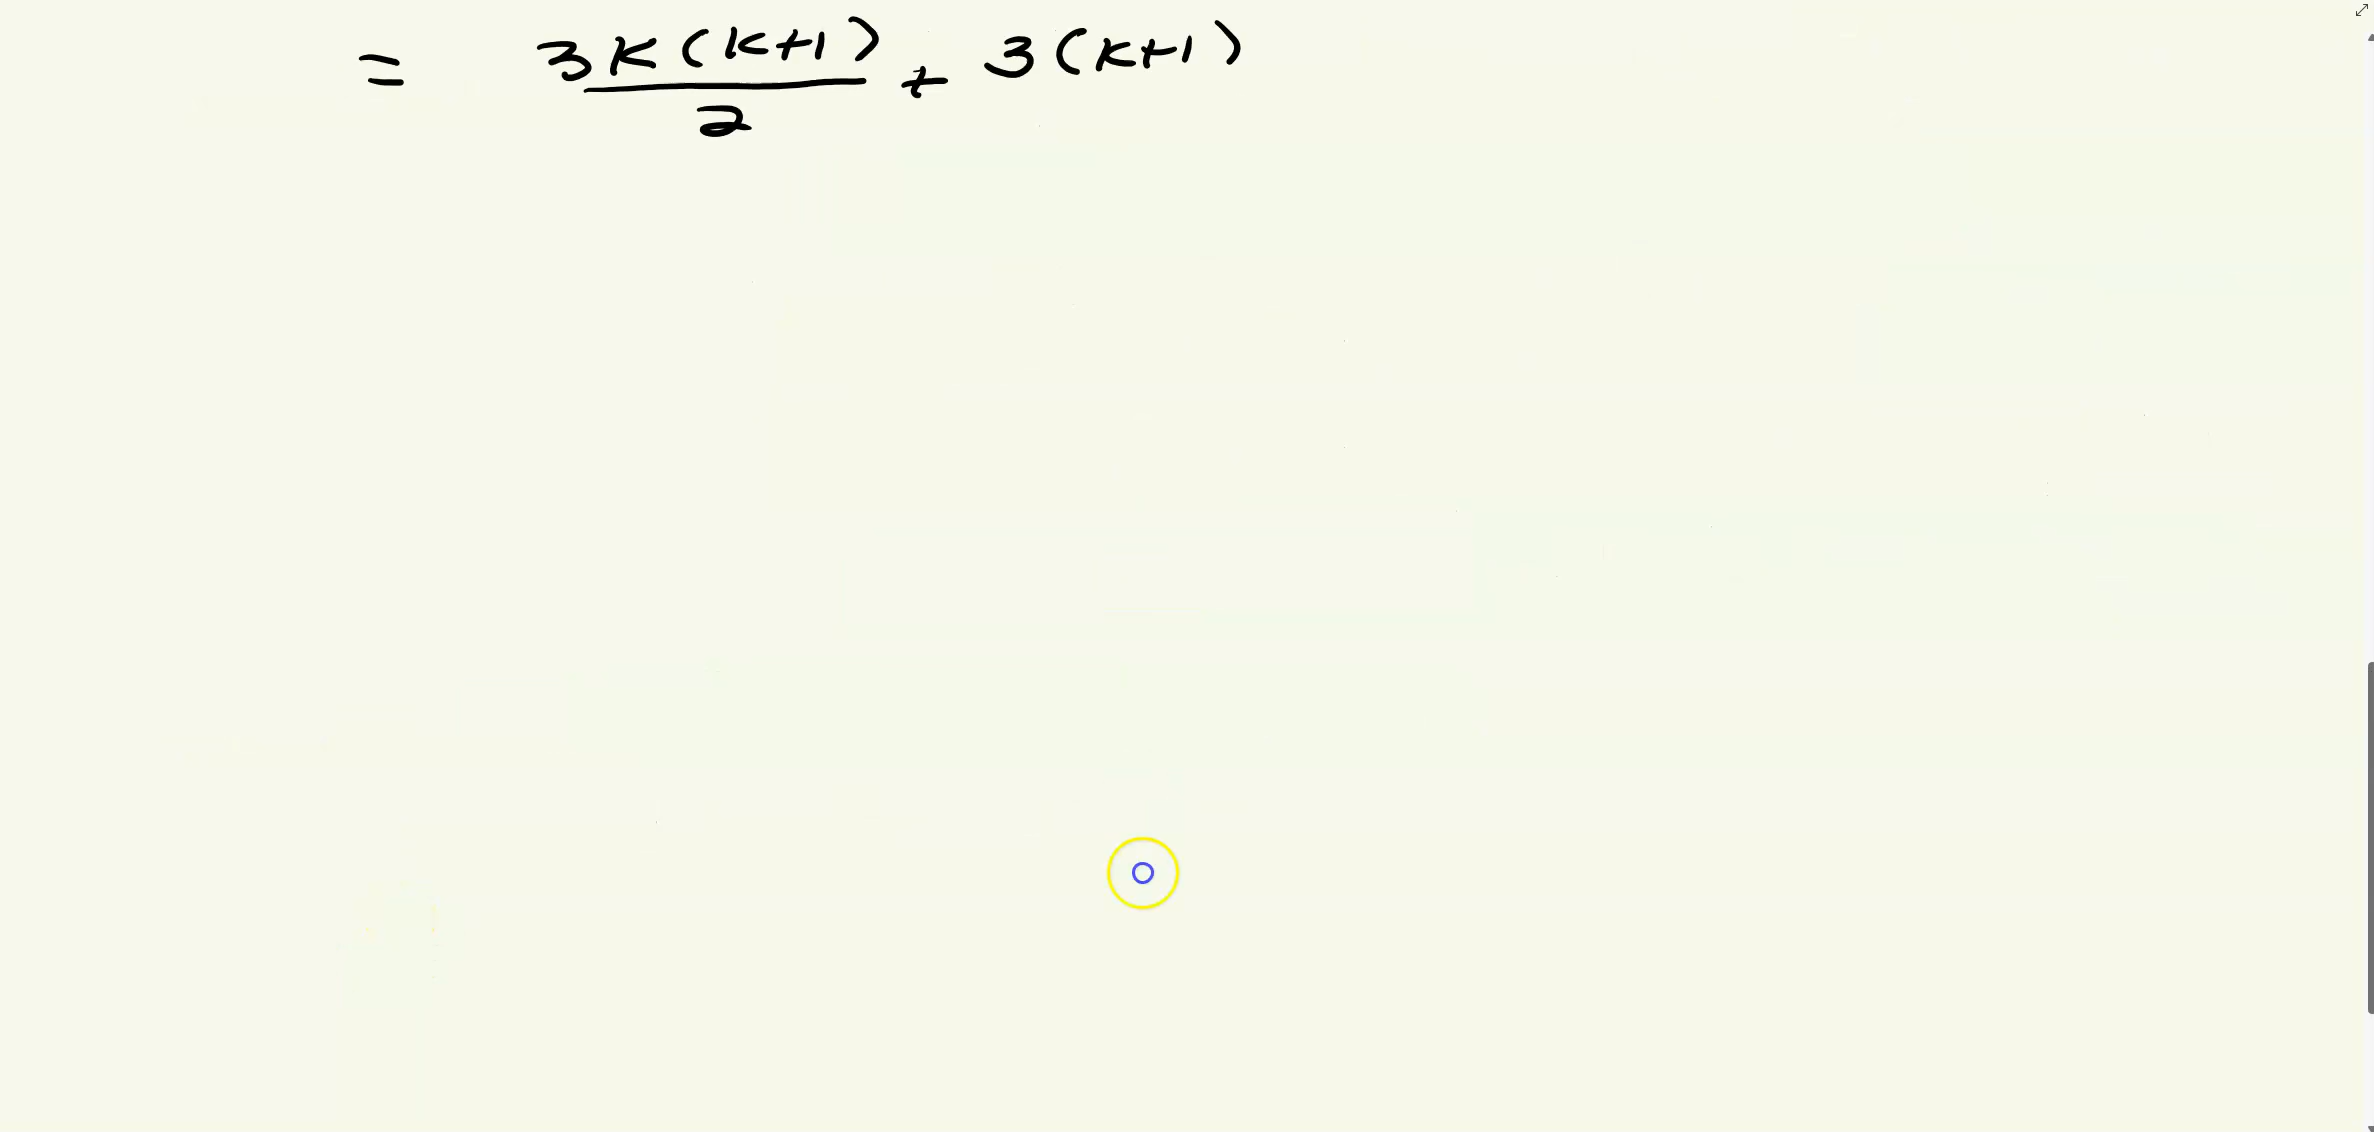 = 3k(k+1)/2 + 3(k+1)